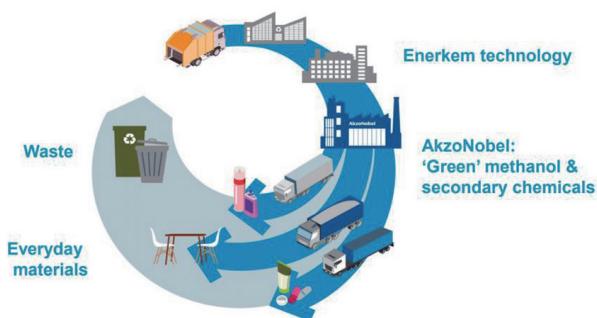 Enerkem technology
AkzoNobel
AkzoNobel:
'Green' methanol &
secondary chemicals
Waste
Everyday
materials